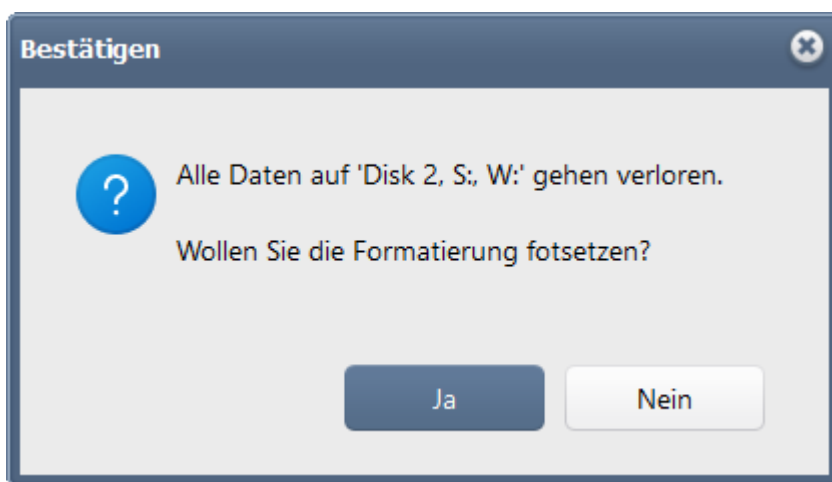 Bestätigen
Alle Daten auf 'Disk 2, S:, W:' gehen verloren.
Wollen Sie die Formatierung fotsetzen?
Ja
Nein